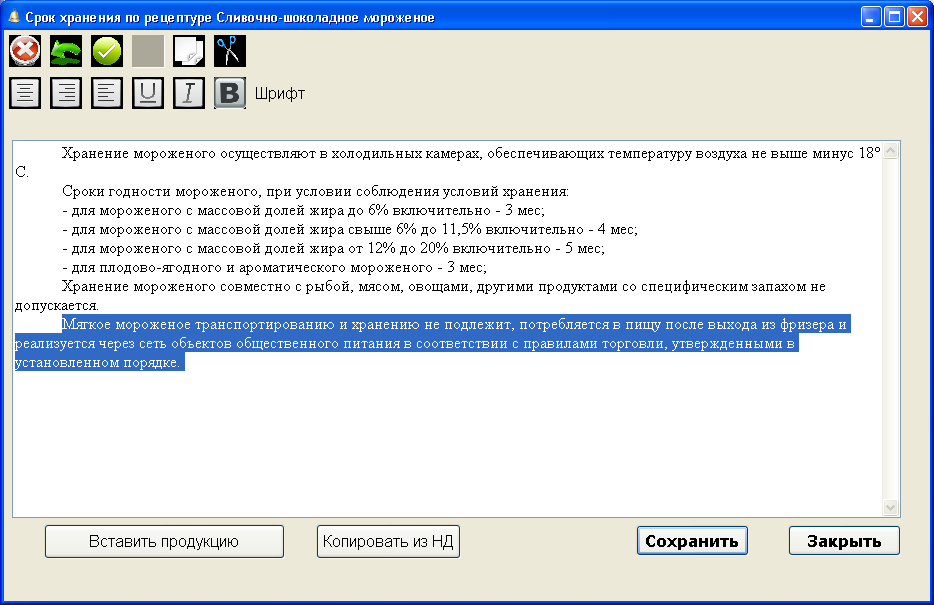 Срок хранения по рецептуре Сливочно-шоколадное мороженое
U I B Шрифт
Хранение мороженого осуществляют в холодильных камерах, обеспечивающих температуру воздуха не выше минус 18°
С.
Сроки годности мороженого, при условии соблюдения условий хранения:
- для мороженого с массовой долей жира до 6% включительно - 3 мес;
- для мороженого с массовой долей жира свыше 6% до 11,5% включительно - 4 мес;
- для мороженого с массовой долей жира от 12% до 20% включительно - 5 мес;
- для плодово-ягодного и ароматического мороженого - 3 мес;
Хранение мороженого совместно с рыбой, мясом, овощами, другими продуктами со специфическим запахом не
допускается.
Мягкое мороженое транспортированию и хранению не подлежит, потребляется в пищу после выхода из фризера и
реализуется через сеть объектов общественного питания в соответствии с правилами торговли, утвержденными в
установленном порядке.
Вставить продукцию Копировать из НД Сохранить Закрыть